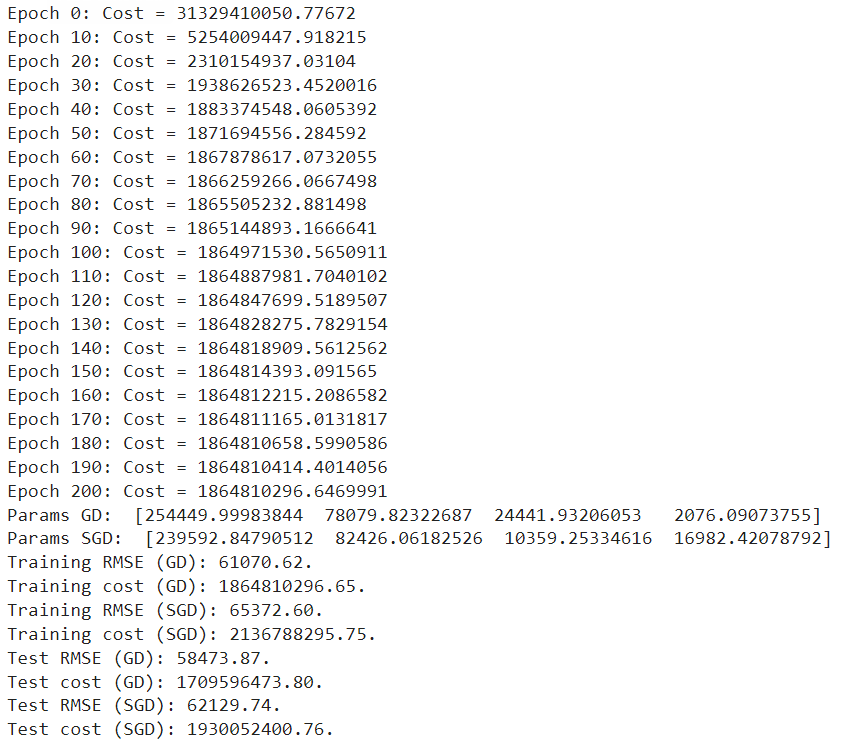 Epoch 0: Cost = 31329410050.77672
Epoch 10: Cost = 5254009447.918215
Epoch 20: Cost = 2310154937.03104
Epoch 30: Cost = 1938626523.4520016
Epoch 40: Cost = 1883374548.0605392
Epoch 50: Cost = 1871694556.284592
Epoch 60: Cost = 1867878617.0732055
Epoch 70: Cost = 1866259266.0667498
Epoch 80: Cost = 1865505232.881498
Epoch 90: Cost = 1865144893.1666641
Epoch 100: Cost = 1864971530.5650911
Epoch 110: Cost = 1864887981.7040102
Epoch 120: Cost = 1864847699.5189507
Epoch 130: Cost = 1864828275.7829154
Epoch 140: Cost = 1864818909.5612562
Epoch 150: Cost = 1864814393.091565
Epoch 160: Cost = 1864812215.2086582
Epoch 170: Cost = 1864811165.0131817
Epoch 180: Cost = 1864810658.5990586
Epoch 190: Cost = 1864810414.4014056
Epoch 200: Cost = 1864810296.6469991
Params GD:  [254449.99983844  78079.82322687  24441.93206053   2076.09073755]
Params SGD:  [239592.84790512  82426.06182526  10359.25334616  16982.42078792]
Training RMSE (GD): 61070.62.
Training cost (GD): 1864810296.65.
Training RMSE (SGD): 65372.60.
Training cost (SGD): 2136788295.75.
Test RMSE (GD): 58473.87.
Test cost (GD): 1709596473.80.
Test RMSE (SGD): 62129.74.
Test cost (SGD): 1930052400.76.